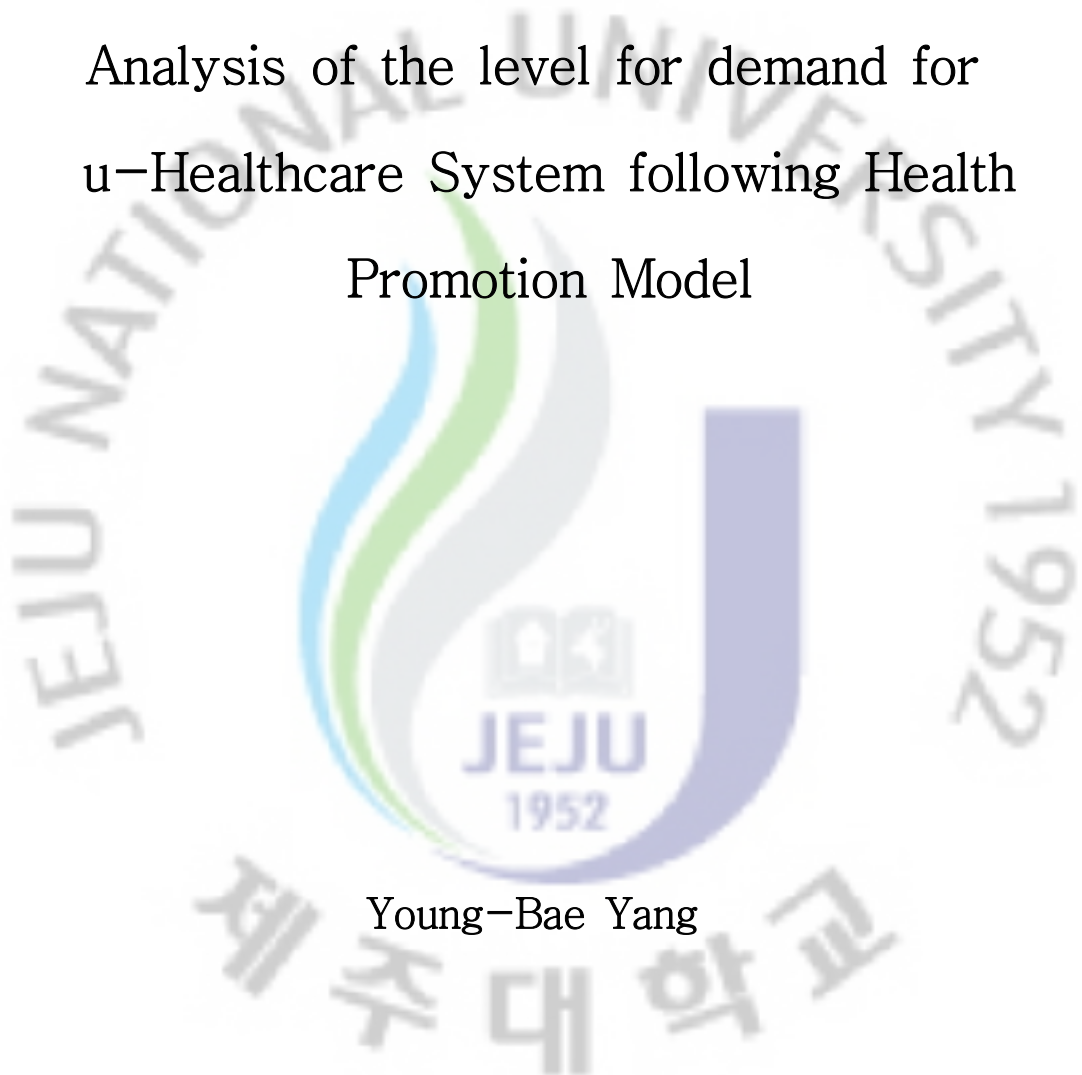 Analysis of the level for demand for
u-Healthcare System following Health
Promotion Model
JEJU NATIONAL UNIVERSITY 1952
JEJU
1952
Young-Bae Yang
제주대학교